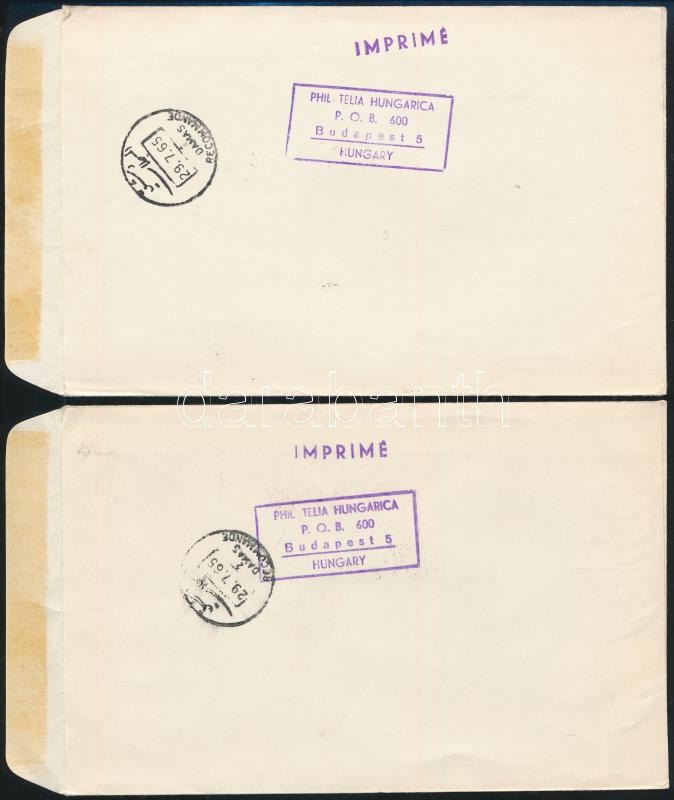 IMPRIMÉ
PHIL TELIA HUNGARICA
P. O. B. 600
Budapest 5
HUNGARY
RECOMMANDE
DAMAS
29.7.65
darabanth
IMPRIMÉ
PHIL TELIA HUNGARICA
P. O. B. 600
Budapest 5
HUNGARY
RECOMMANDE
DAMAS
29.7.65